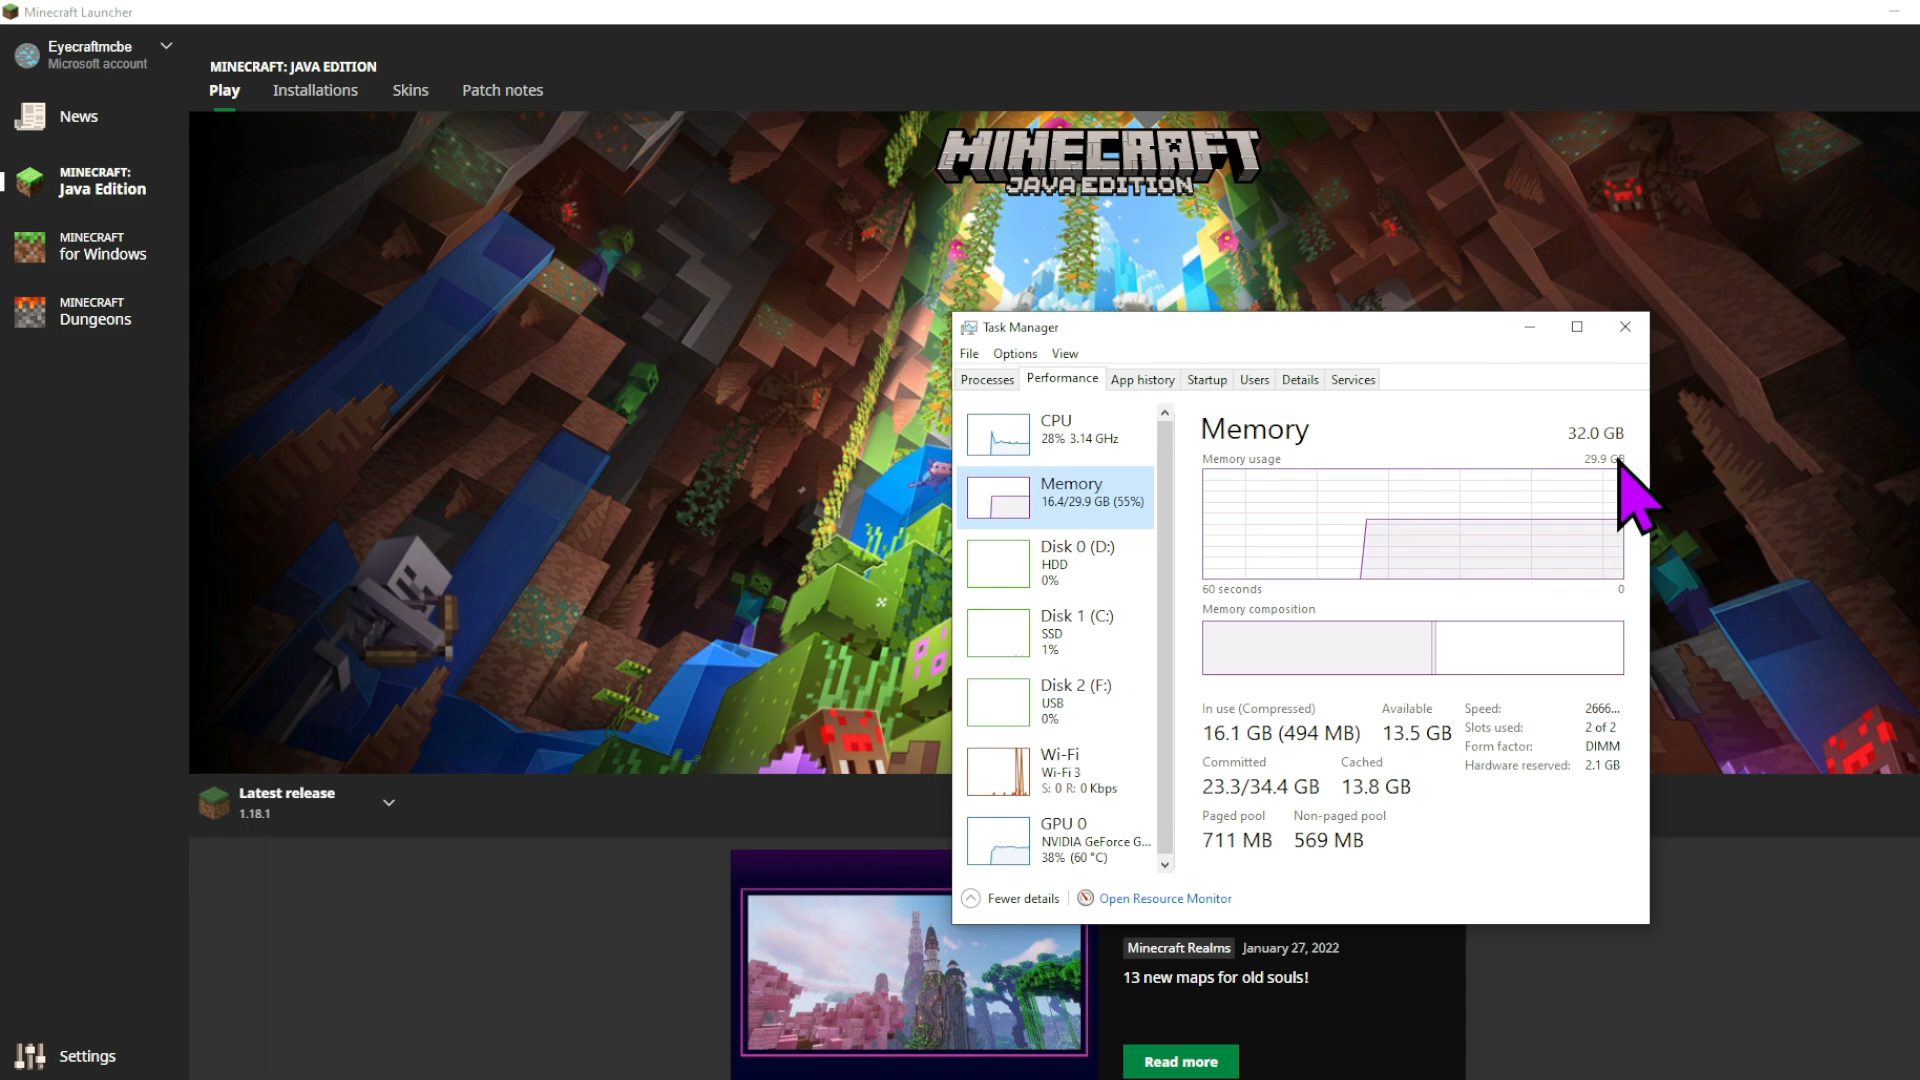 Minecraft Launcher
Eyecraftmcbe
Microsoft account
News
MINECRAFT:
Java Edition
MINECRAFT
for Windows
MINECRAFT
Dungeons
Settings
MINECRAFT: JAVA EDITION
Play Installations Skins Patch notes
MINECRAFT
JAVA EDITION
Latest release
1.18.1
Task Manager
File Options View
Processes Performance App history Startup Users Details Services
CPU
28% 3.14 GHz
Memory
16.4/29.9 GB (55%)
Disk 0 (D:)
HDD
0%
Disk 1 (C:)
SSD
1%
Disk 2 (F:)
USB
0%
Wi-Fi
Wi-Fi 3
S: 0 R: 0 Kbps
GPU 0
NVIDIA GeForce G...
38% (60 °C)
Memory 32.0 GB
Memory usage 29.9 GB
60 seconds 0
Memory composition
In use (Compressed) Available
16.1 GB (494 MB) 13.5 GB
Committed Cached
23.3/34.4 GB 13.8 GB
Paged pool Non-paged pool
711 MB 569 MB
Speed: 2666...
Slots used: 2 of 2
Form factor: DIMM
Hardware reserved: 2.1 GB
Fewer details Open Resource Monitor
Minecraft Realms January 27, 2022
13 new maps for old souls!
Read more